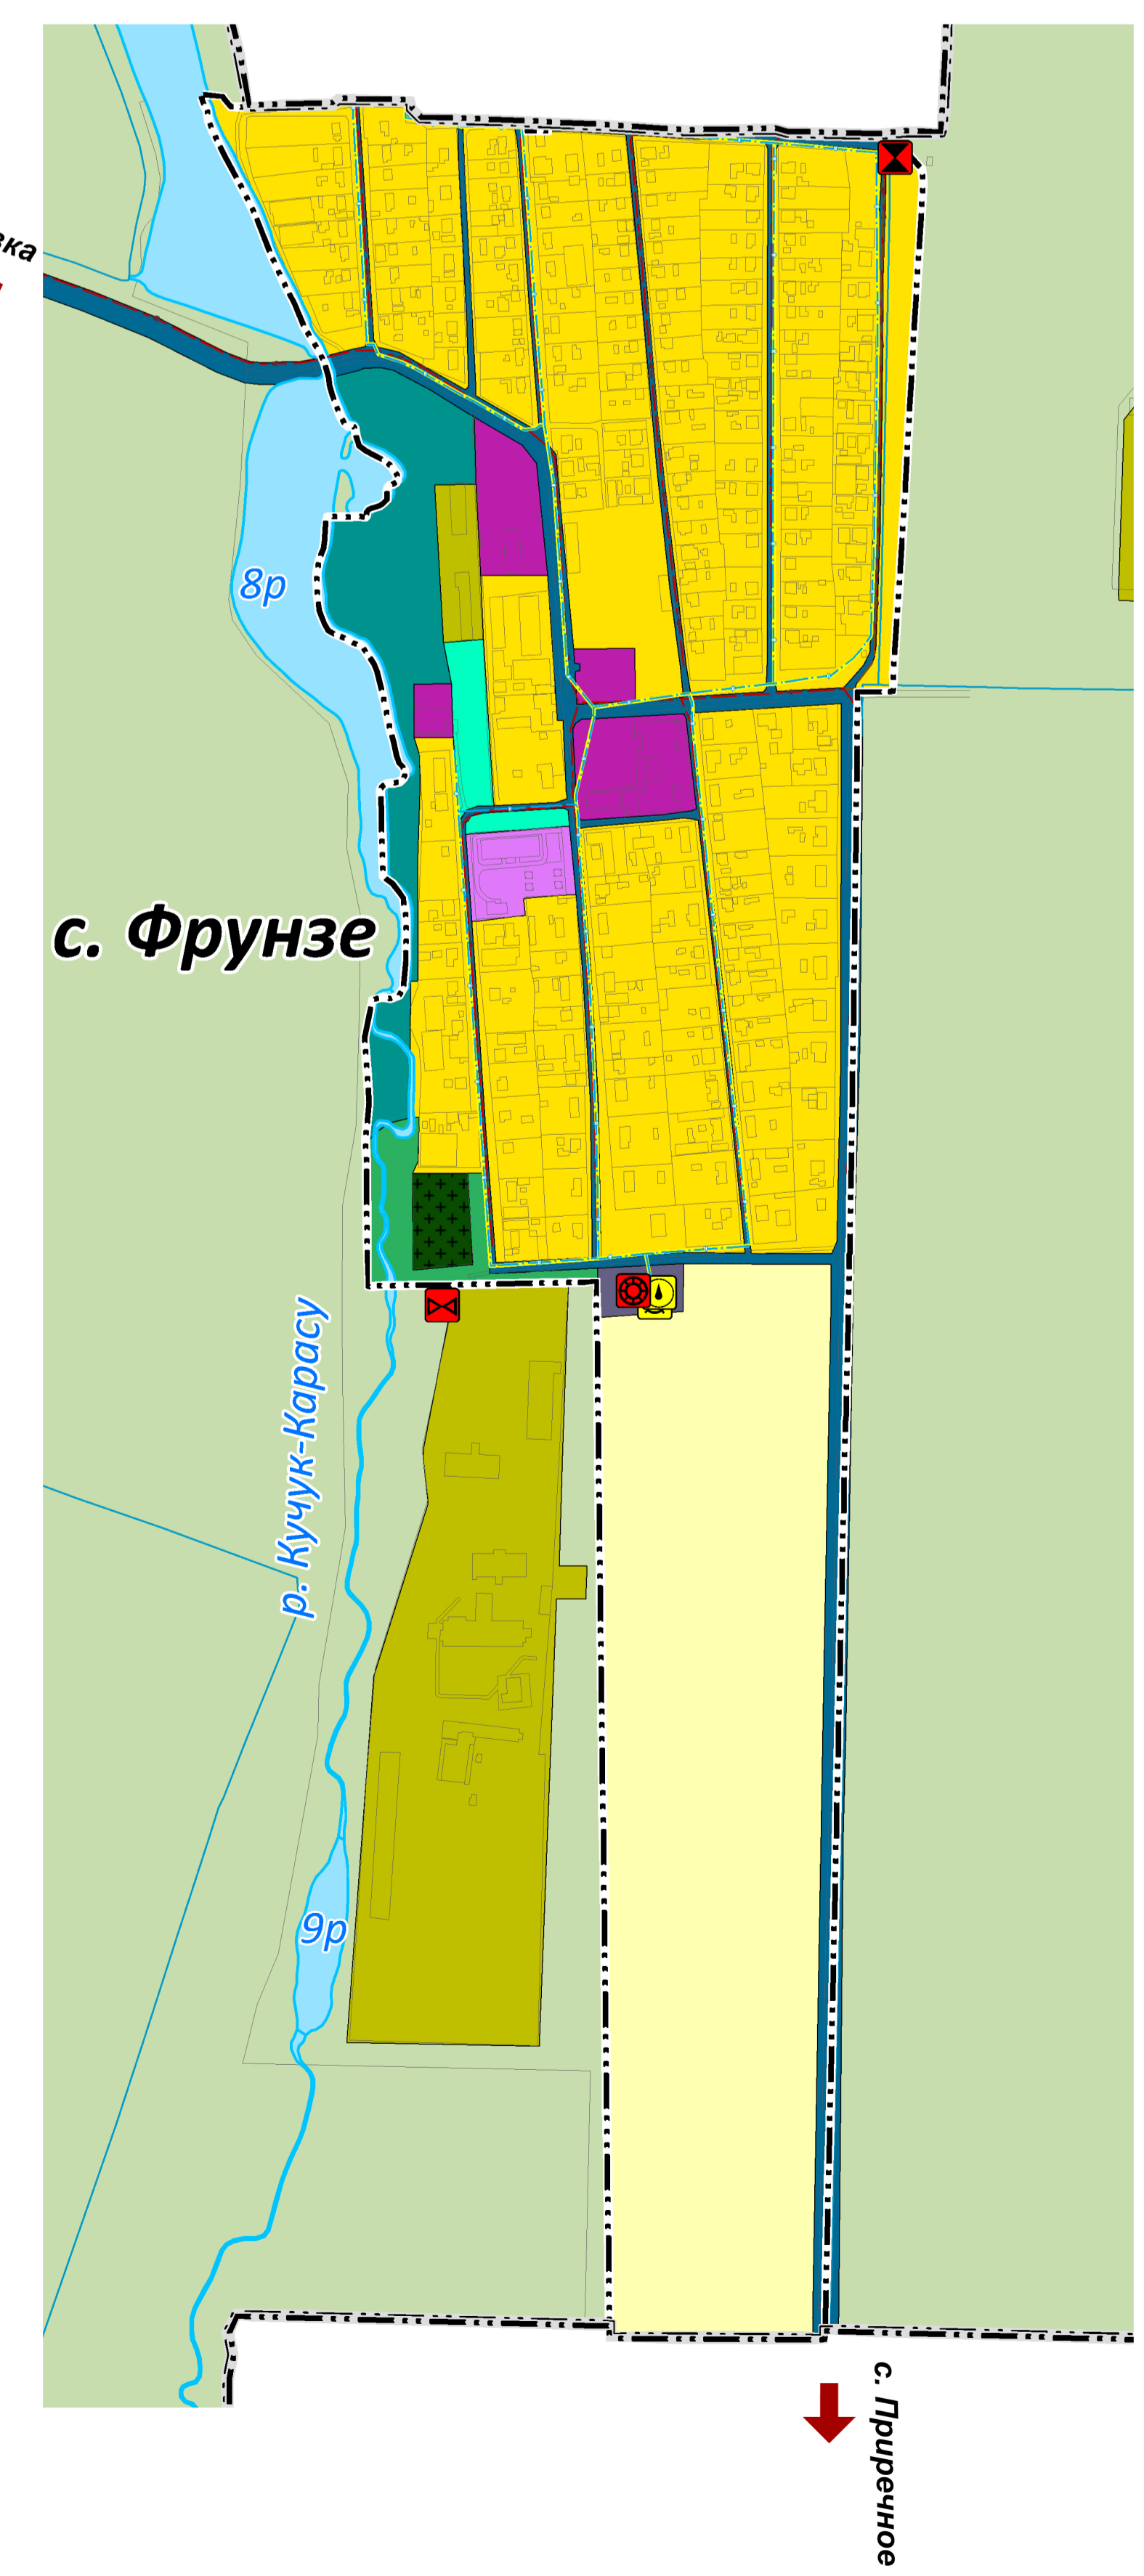 8р
с. Фрунзе
р. Кучук-Карасу
9р
с. Приречное